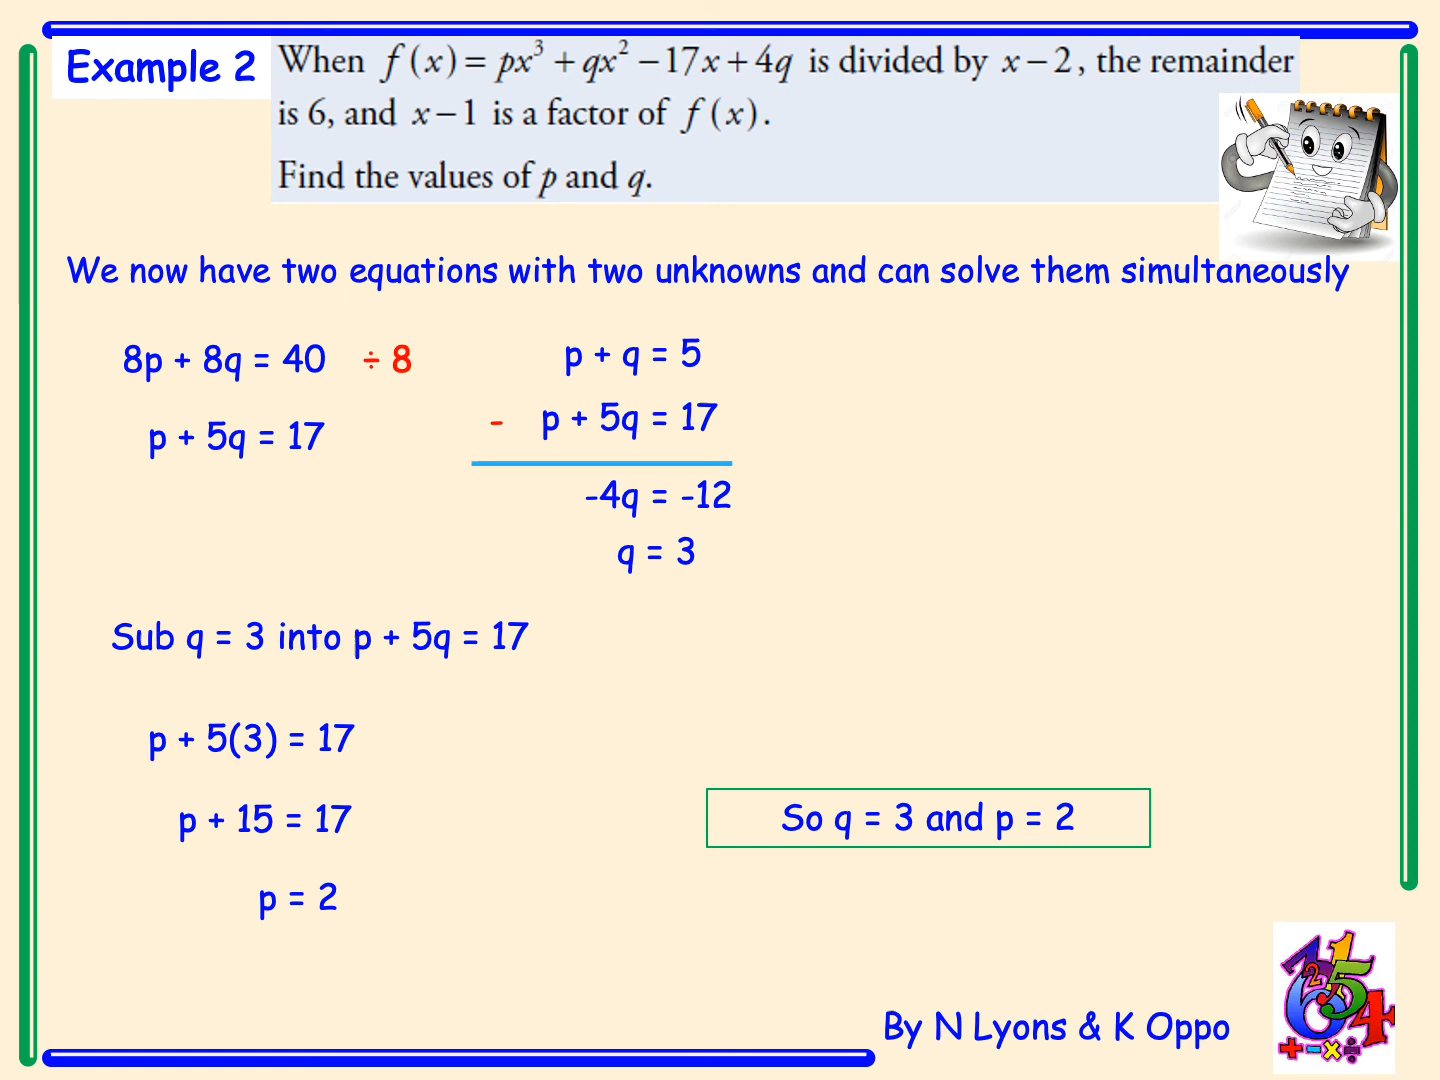 Example 2
When f(x) = px³ + qx² − 17x + 4q is divided by x − 2, the remainder
is 6, and x − 1 is a factor of f(x).
Find the values of p and q.
We now have two equations with two unknowns and can solve them simultaneously
8p + 8q = 40 ÷ 8
p + 5q = 17
p + q = 5
- p + 5q = 17
-4q = -12
q = 3
Sub q = 3 into p + 5q = 17
p + 5(3) = 17
p + 15 = 17
p = 2
So q = 3 and p = 2
By N Lyons & K Oppo